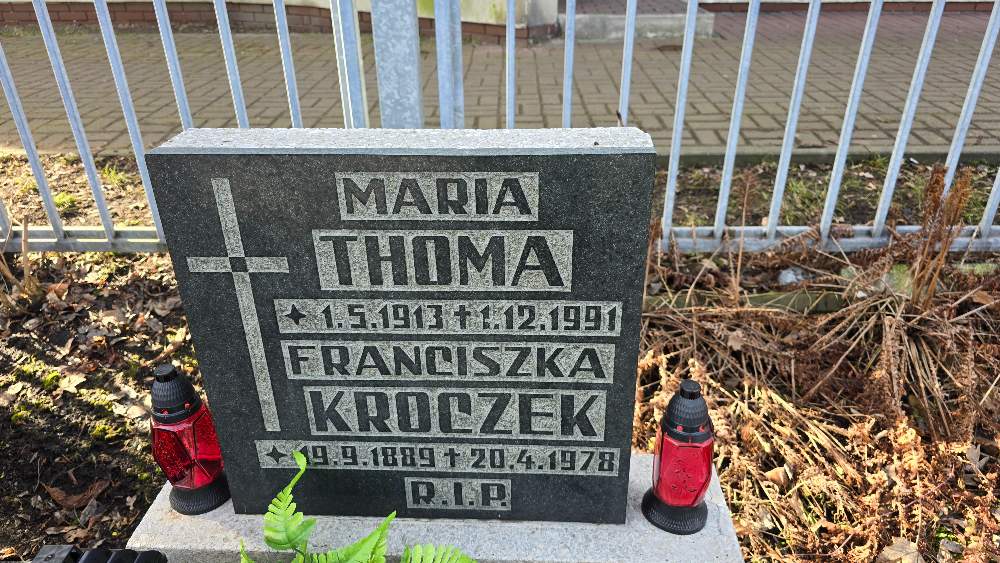 MARIA
THOMA
✦ 1.5.1913 † 1.12.1991
FRANCISZKA
KROCZEK
✦ 19.9.1889 † 20.4.1978
R.I.P.